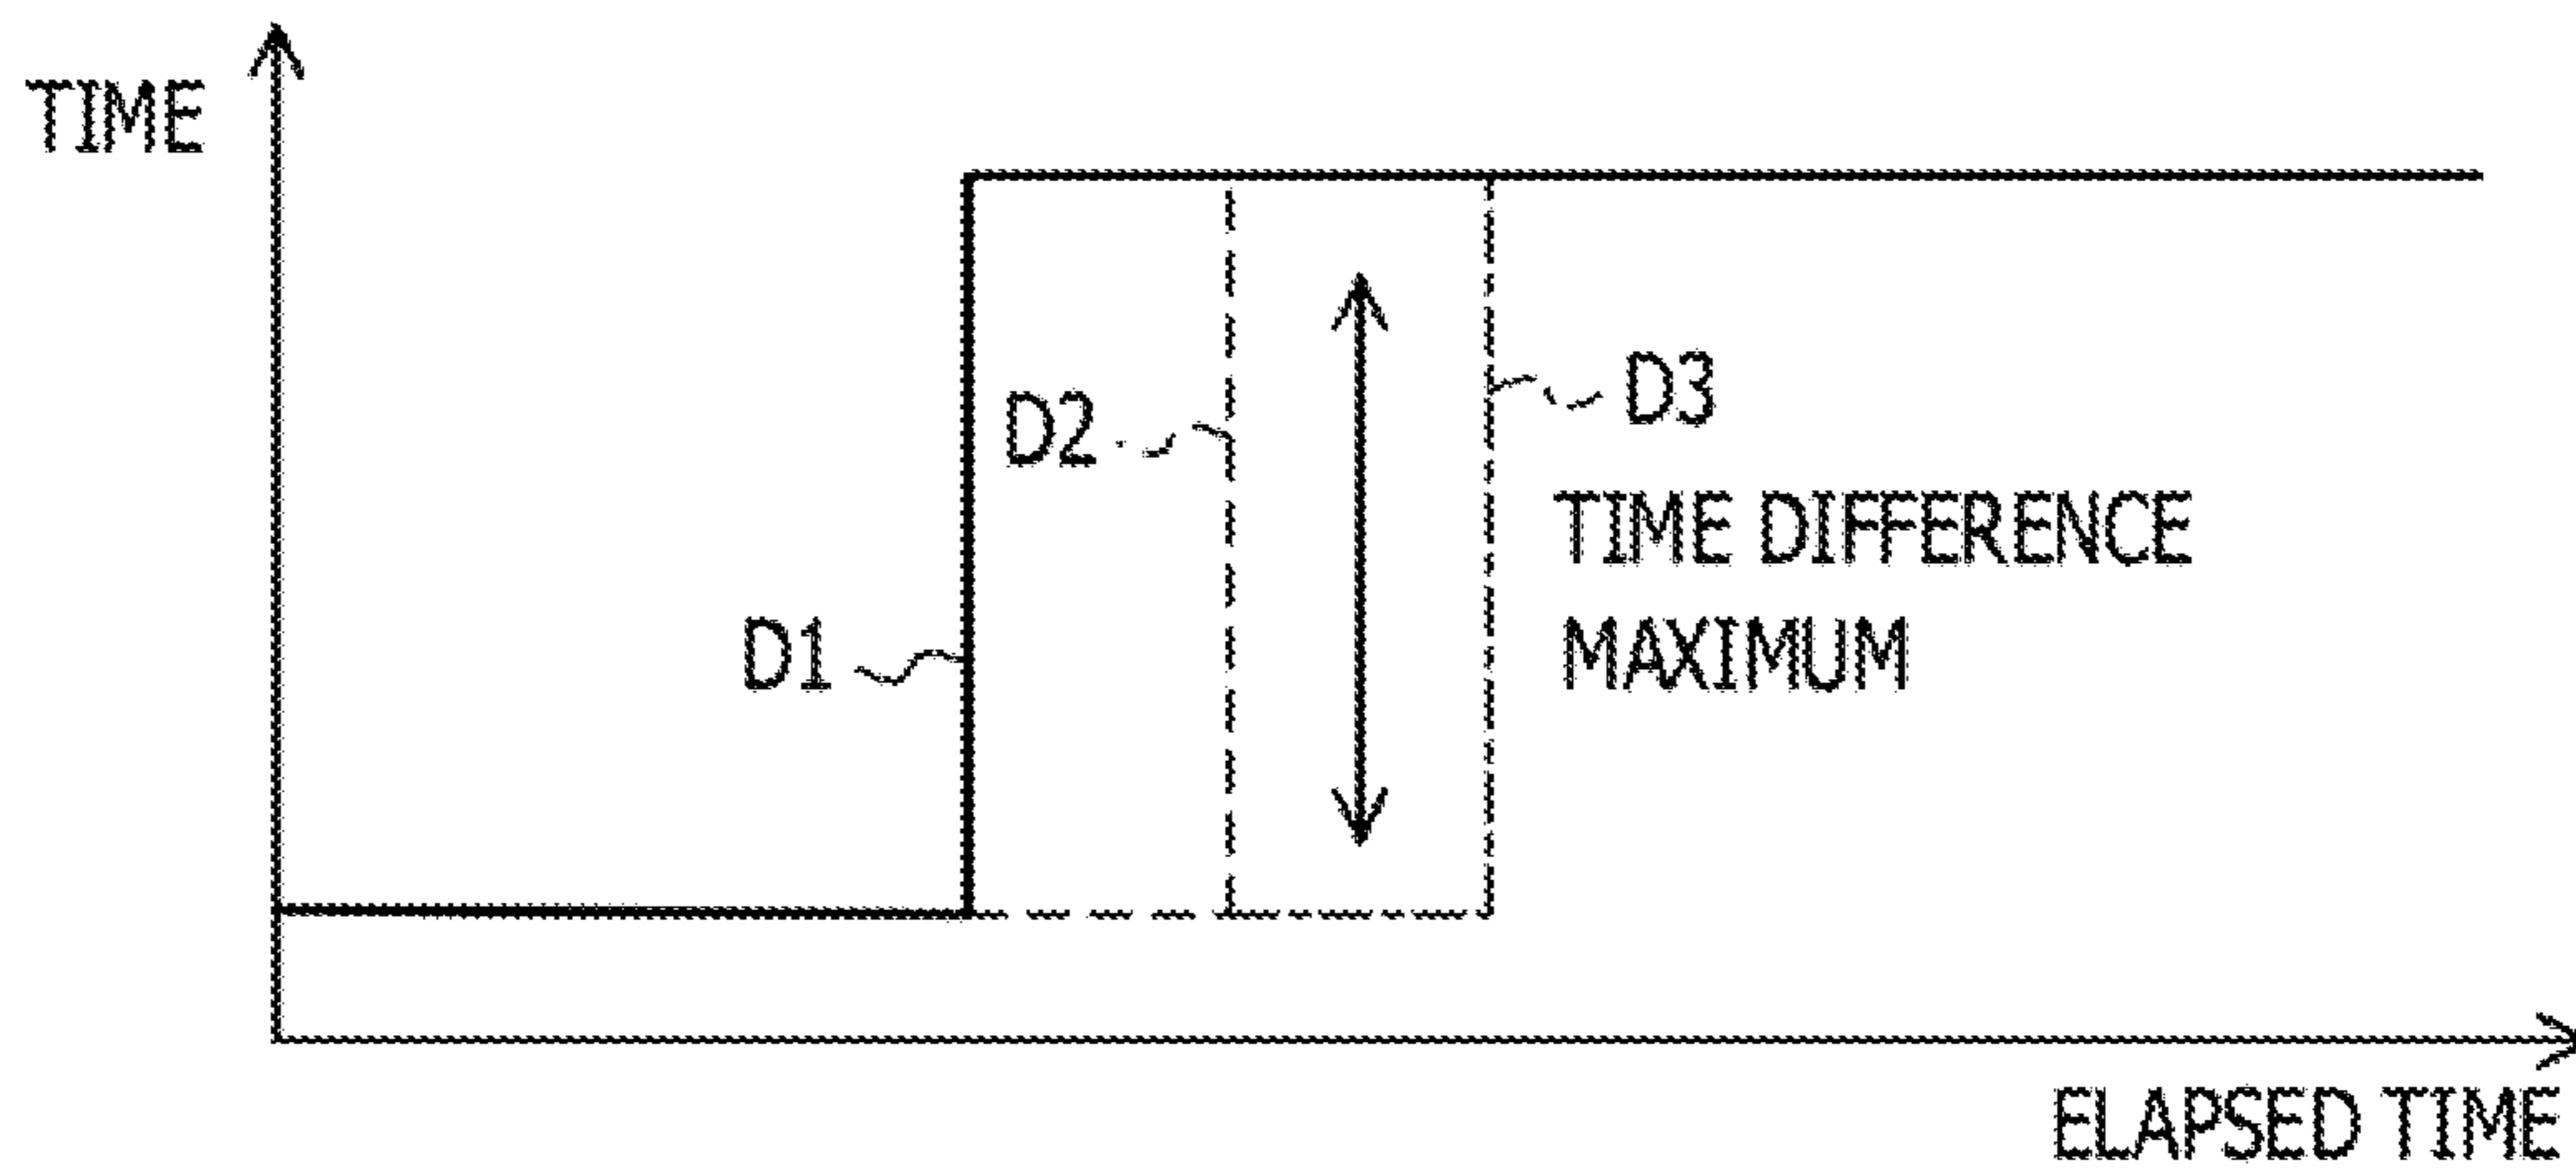 TIME
D3
D2
TIME DIFFERENCE
MAXIMUM
D1
ELAPSED TIME